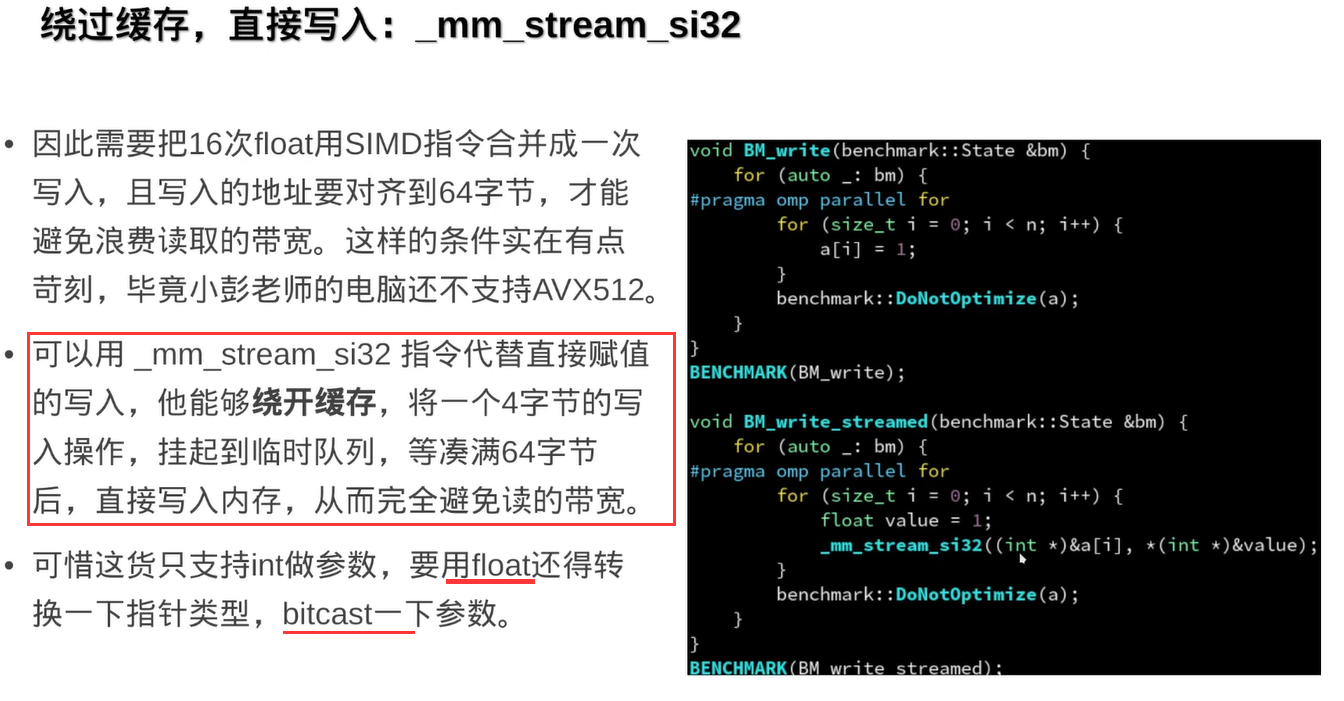 绕过缓存，直接写入：_mm_stream_si32
• 因此需要把16次float用SIMD指令合并成一次
写入，且写入的地址要对齐到64字节，才能
避免浪费读取的带宽。这样的条件实在有点
苛刻，毕竟小彭老师的电脑还不支持AVX512。
• 可以用 _mm_stream_si32 指令代替直接赋值
的写入，他能够绕开缓存，将一个4字节的写
入操作，挂起到临时队列，等凑满64字节
后，直接写入内存，从而完全避免读的带宽。
• 可惜这货只支持int做参数，要用float还得转
换一下指针类型，bitcast一下参数。
void BM_write(benchmark::State &bm) {
    for (auto _: bm) {
#pragma omp parallel for
        for (size_t i = 0; i < n; i++) {
            a[i] = 1;
        }
        benchmark::DoNotOptimize(a);
    }
}
BENCHMARK(BM_write);
void BM_write_streamed(benchmark::State &bm) {
    for (auto _: bm) {
#pragma omp parallel for
        for (size_t i = 0; i < n; i++) {
            float value = 1;
            _mm_stream_si32((int *)&a[i], *(int *)&value);
        }
        benchmark::DoNotOptimize(a);
    }
}
BENCHMARK(BM_write_streamed);